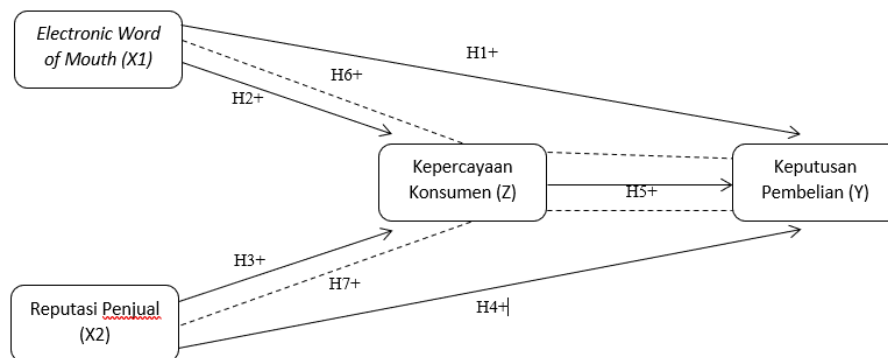 Electronic Word
of Mouth (X1)
H1+
H6+
H2+
Kepercayaan
Konsumen (Z)
Keputusan
Pembelian (Y)
H5+
H3+
H7+
Reputasi Penjual
(X2)
H4+